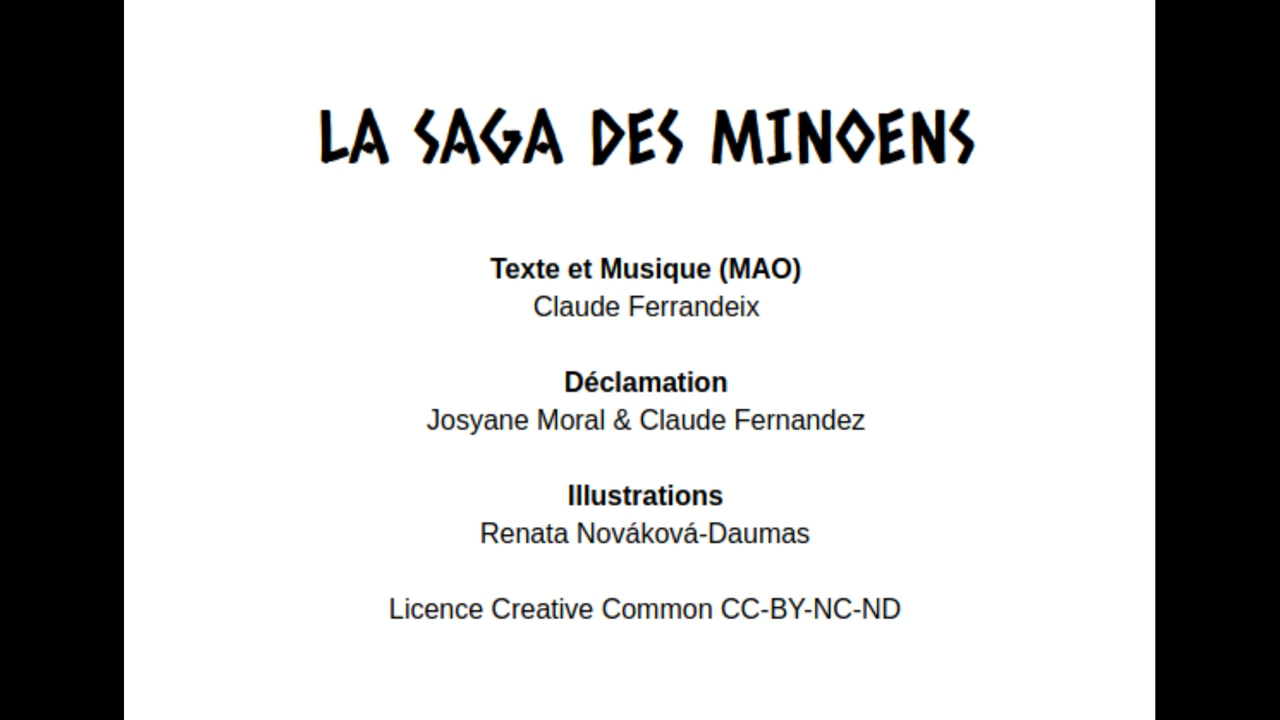 LA SAGA DES MINOENS
Texte et Musique (MAO)
Claude Ferrandeix
Déclamation
Josyane Moral & Claude Fernandez
Illustrations
Renata Nováková-Daumas
Licence Creative Common CC-BY-NC-ND